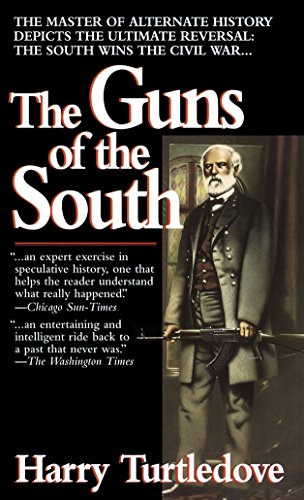 THE MASTER OF ALTERNATE HISTORY
DEPICTS THE ULTIMATE REVERSAL:
THE SOUTH WINS THE CIVIL WAR...
The Guns
of the
South
"...an expert exercise in
speculative history, one that
helps the reader understand
what really happened."
—Chicago Sun-Times
"...an entertaining and
intelligent ride back to
a past that never was."
—The Washington Times
Harry Turtledove